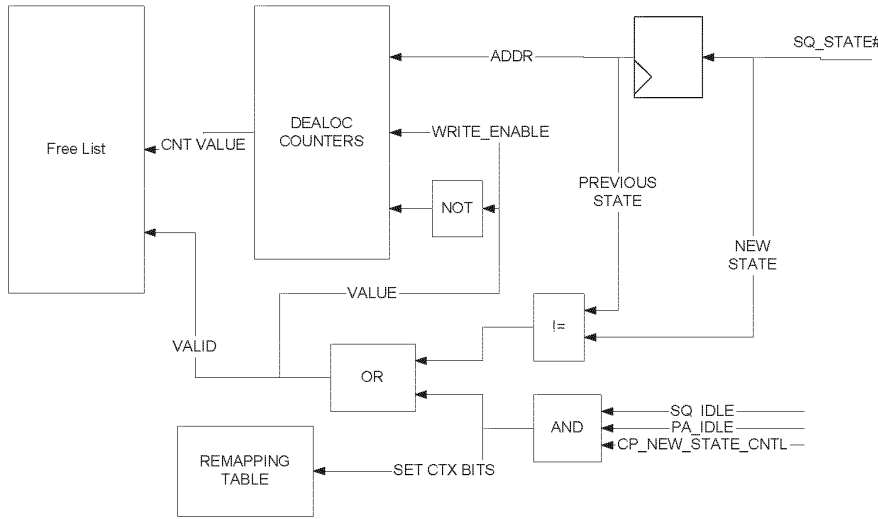 SQ_STATE#
ADDR
DEALOC
COUNTERS
WRITE_ENABLE
Free List
CNT VALUE
PREVIOUS
STATE
NOT
NEW
STATE
VALUE
!=
VALID
OR
SQ_IDLE
AND
PA_IDLE
CP_NEW_STATE_CNTL
REMAPPING
TABLE
SET CTX BITS